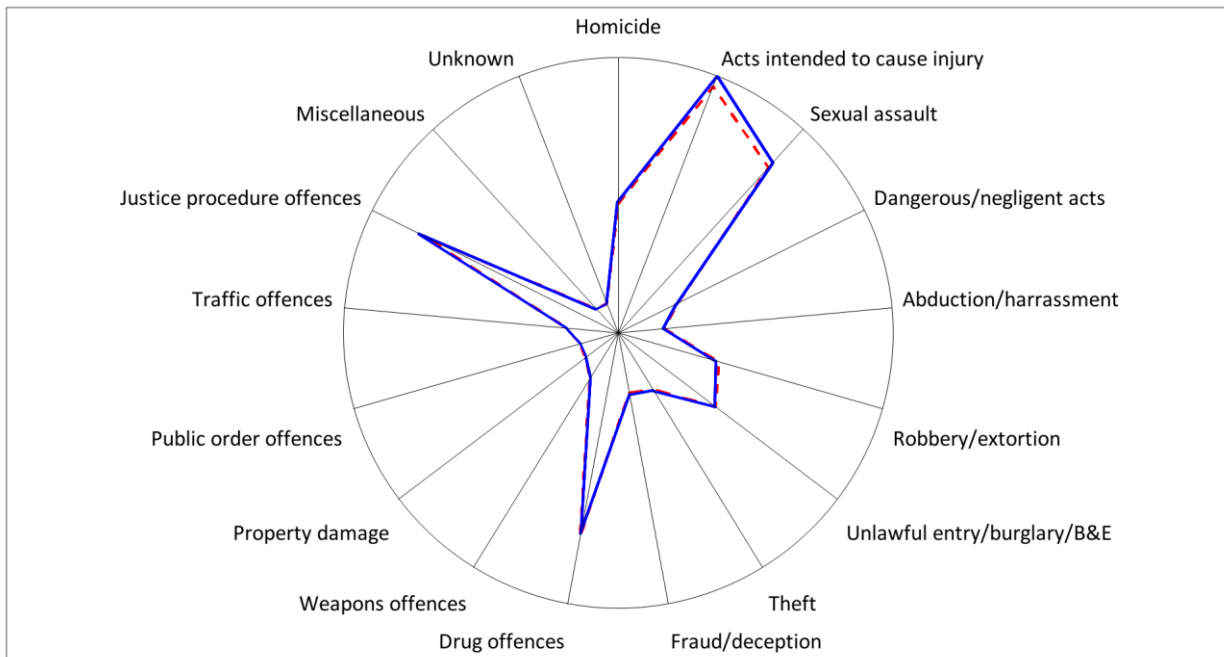 Homicide
Acts intended to cause injury
Sexual assault
Dangerous/negligent acts
Abduction/harrassment
Robbery/extortion
Unlawful entry/burglary/B&E
Theft
Fraud/deception
Drug offences
Weapons offences
Property damage
Public order offences
Traffic offences
Justice procedure offences
Miscellaneous
Unknown